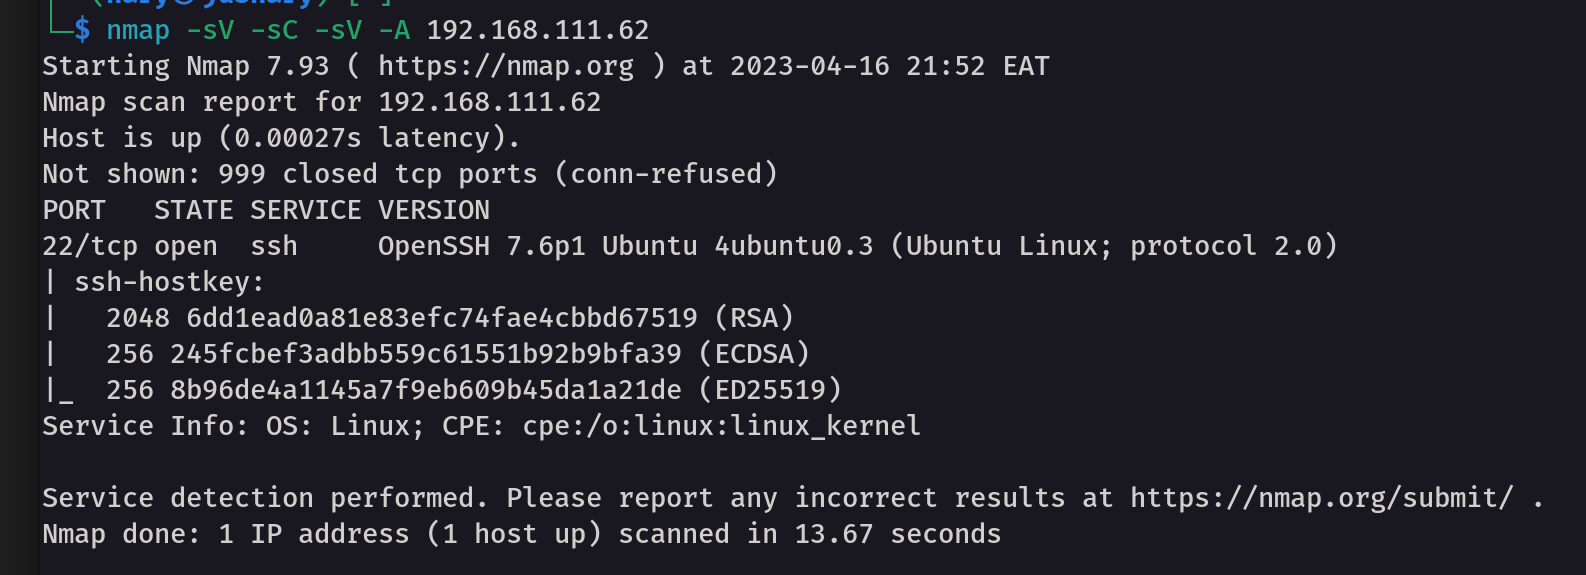 └─$ nmap -sV -sC -sV -A 192.168.111.62
Starting Nmap 7.93 ( https://nmap.org ) at 2023-04-16 21:52 EAT
Nmap scan report for 192.168.111.62
Host is up (0.00027s latency).
Not shown: 999 closed tcp ports (conn-refused)
PORT   STATE SERVICE VERSION
22/tcp open  ssh     OpenSSH 7.6p1 Ubuntu 4ubuntu0.3 (Ubuntu Linux; protocol 2.0)
| ssh-hostkey:
|   2048 6dd1ead0a81e83efc74fae4cbbd67519 (RSA)
|   256 245fcbef3adbb559c61551b92b9bfa39 (ECDSA)
|_  256 8b96de4a1145a7f9eb609b45da1a21de (ED25519)
Service Info: OS: Linux; CPE: cpe:/o:linux:linux_kernel
Service detection performed. Please report any incorrect results at https://nmap.org/submit/ .
Nmap done: 1 IP address (1 host up) scanned in 13.67 seconds